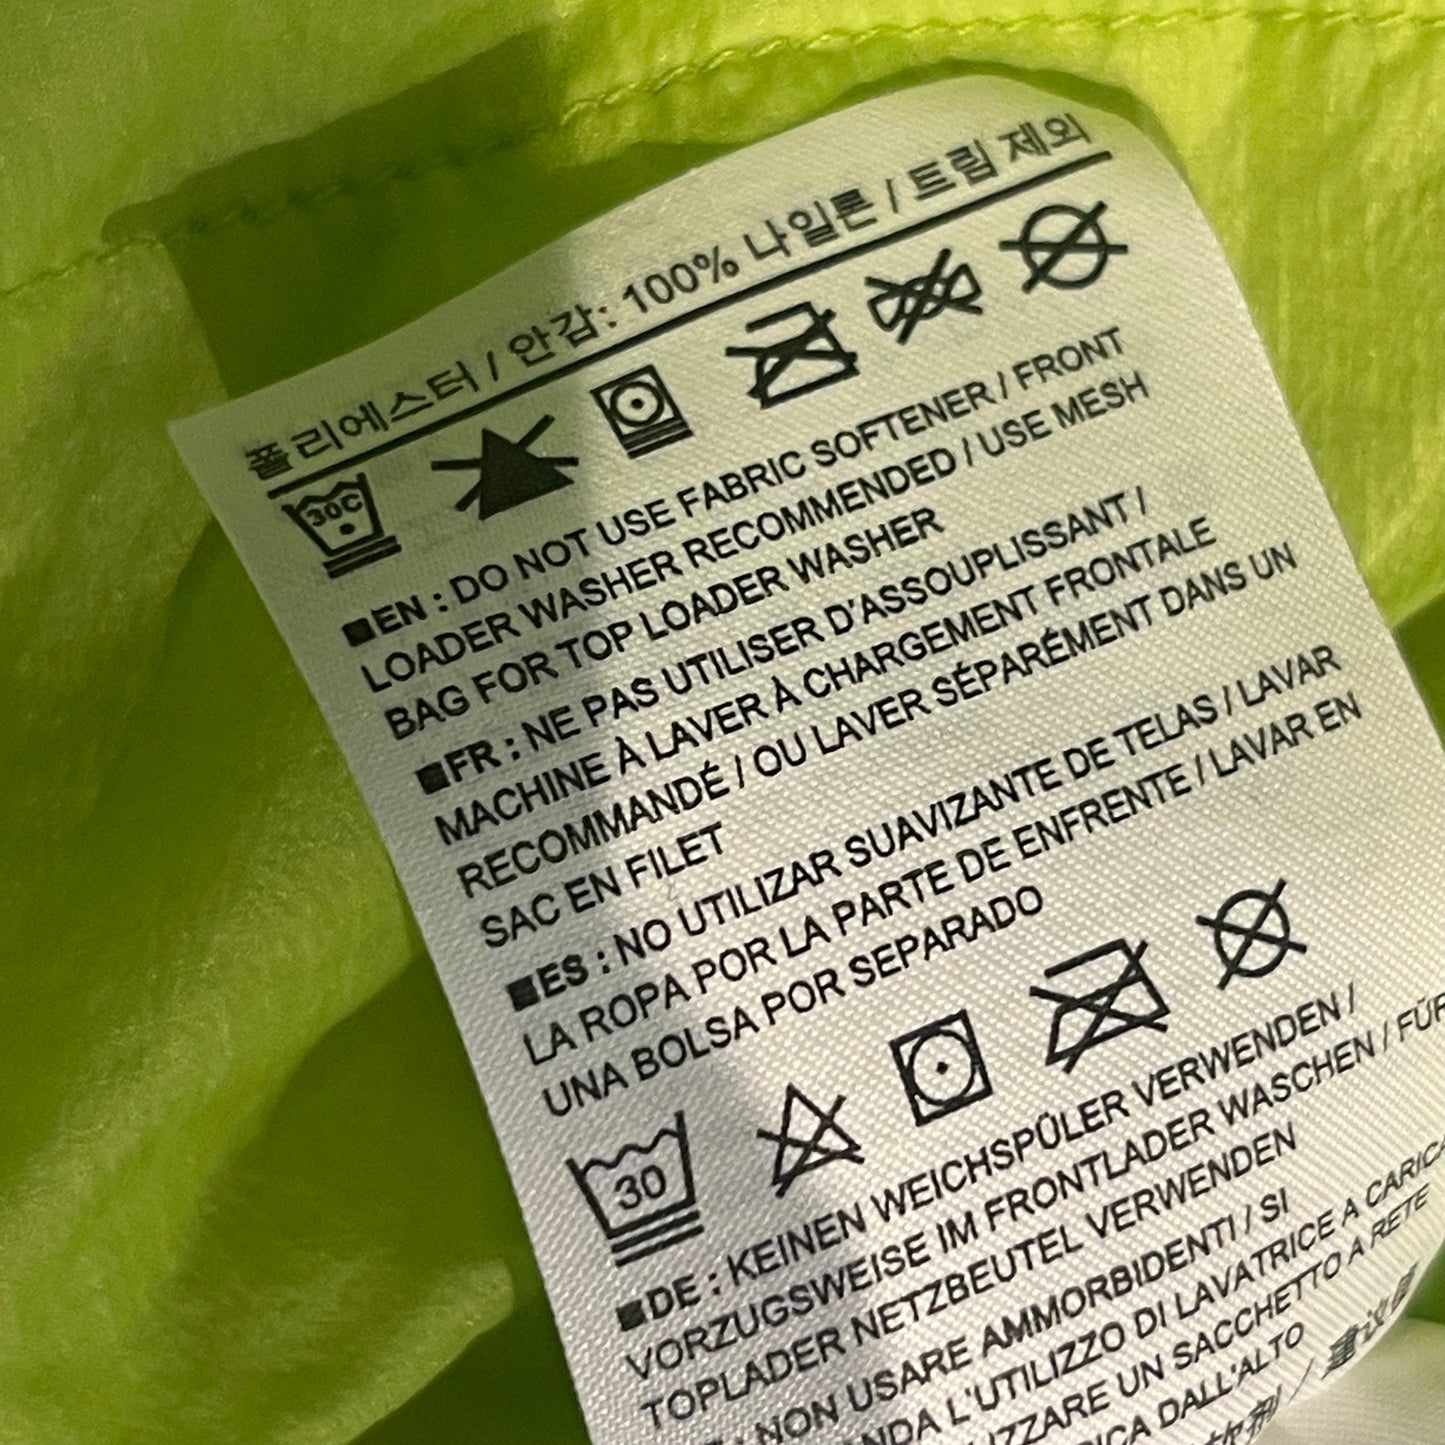 폴리에스터 / 안감: 100% 나일론 / 트림 제외
30C
■EN : DO NOT USE FABRIC SOFTENER / FRONT
LOADER WASHER RECOMMENDED / USE MESH
BAG FOR TOP LOADER WASHER
■FR : NE PAS UTILISER D'ASSOUPLISSANT /
MACHINE À LAVER À CHARGEMENT FRONTALE
RECOMMANDÉ / OU LAVER SÉPARÉMENT DANS UN
SAC EN FILET
■ES : NO UTILIZAR SUAVIZANTE DE TELAS / LAVAR
LA ROPA POR LA PARTE DE ENFRENTE / LAVAR EN
UNA BOLSA POR SEPARADO
30
■DE : KEINEN WEICHSPÜLER VERWENDEN /
VORZUGSWEISE IM FRONTLADER WASCHEN / FÜR
TOPLADER NETZBEUTEL VERWENDEN
: NON USARE AMMORBIDENTI / SI
L'UTILIZZO DI LAVATRICE A CARICA
UN SACCHETTO A RETE
DALL'ALTO